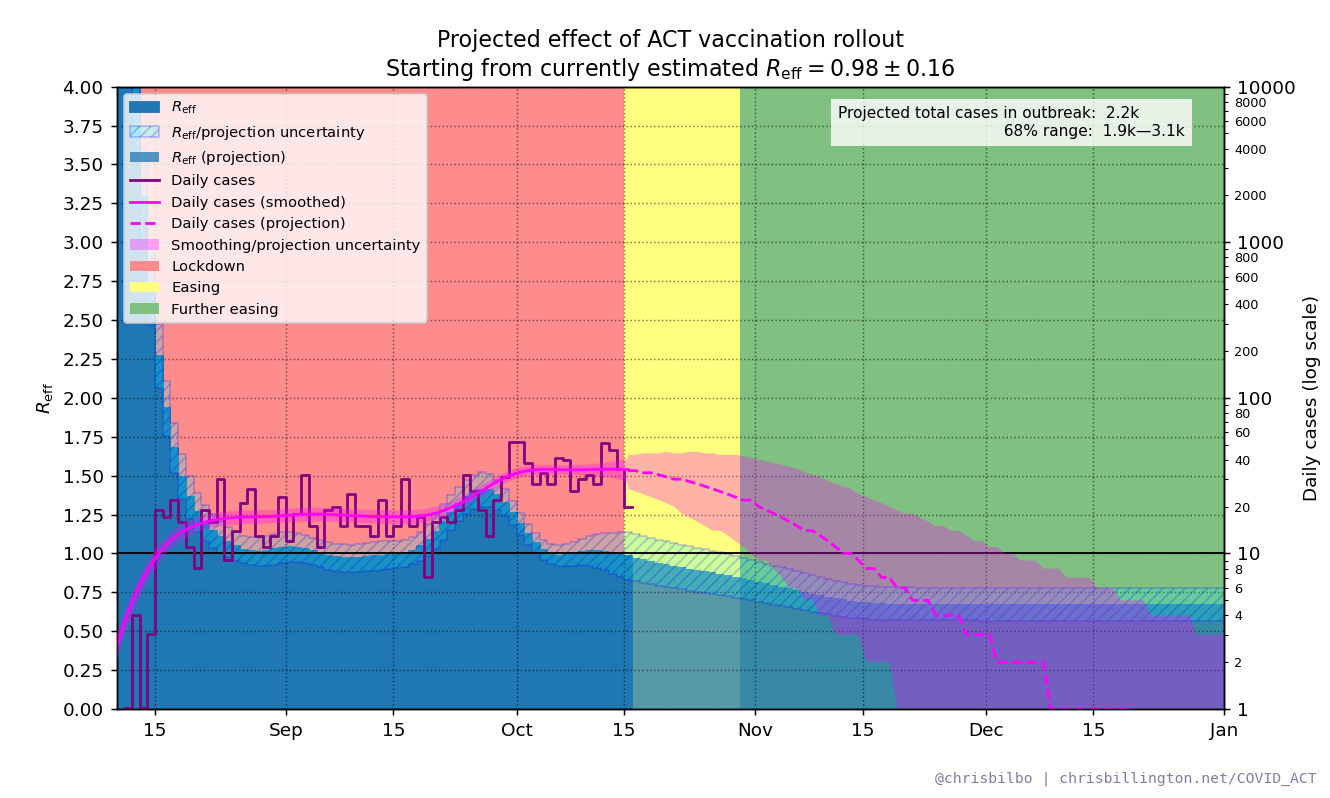 Projected effect of ACT vaccination rollout
Starting from currently estimated R_eff = 0.98 ± 0.16
R_eff
R_eff/projection uncertainty
R_eff (projection)
Daily cases
Daily cases (smoothed)
Daily cases (projection)
Smoothing/projection uncertainty
Lockdown
Easing
Further easing
Projected total cases in outbreak: 2.2k
68% range: 1.9k—3.1k
R_eff
4.00
3.75
3.50
3.25
3.00
2.75
2.50
2.25
2.00
1.75
1.50
1.25
1.00
0.75
0.50
0.25
0.00
15
Sep
15
Oct
15
Nov
15
Dec
15
Jan
10000
8000
6000
4000
2000
1000
800
600
400
200
100
80
60
40
20
10
8
6
4
2
1
Daily cases (log scale)
@chrisbilbo | chrisbillington.net/COVID_ACT